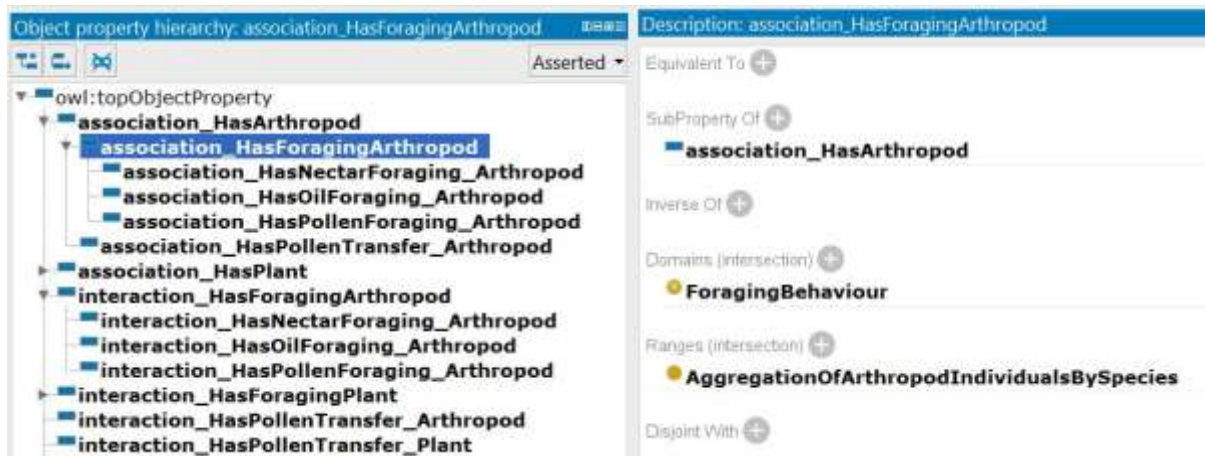 Object property hierarchy: association_HasForagingArthropod
Asserted
owl:topObjectProperty
association_HasArthropod
association_HasForagingArthropod
association_HasNectarForaging_Arthropod
association_HasOilForaging_Arthropod
association_HasPollenForaging_Arthropod
association_HasPollenTransfer_Arthropod
association_HasPlant
interaction_HasForagingArthropod
interaction_HasNectarForaging_Arthropod
interaction_HasOilForaging_Arthropod
interaction_HasPollenForaging_Arthropod
interaction_HasForagingPlant
interaction_HasPollenTransfer_Arthropod
interaction_HasPollenTransfer_Plant
Description: association_HasForagingArthropod
Equivalent To
SubProperty Of
association_HasArthropod
Inverse Of
Domains (intersection)
ForagingBehaviour
Ranges (intersection)
AggregationOfArthropodIndividualsBySpecies
Disjoint With